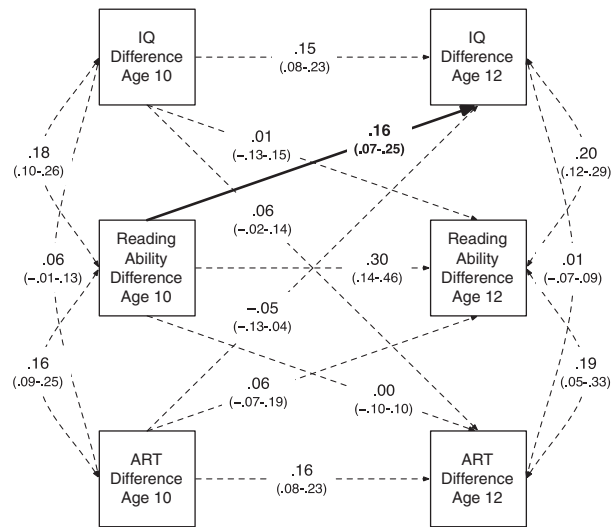 IQ
Difference
Age 10
.15
(.08-.23)
IQ
Difference
Age 12
.01
(−.13-.15)
.16
(.07-.25)
.18
(.10-.26)
.20
(.12-.29)
.06
(−.02-.14)
Reading
Ability
Difference
Age 10
.30
(.14-.46)
Reading
Ability
Difference
Age 12
.06
(−.01-.13)
.01
(−.07-.09)
−.05
(−.13-.04)
.16
(.09-.25)
.06
(−.07-.19)
.00
(−.10-.10)
.19
(.05-.33)
ART
Difference
Age 10
.16
(.08-.23)
ART
Difference
Age 12